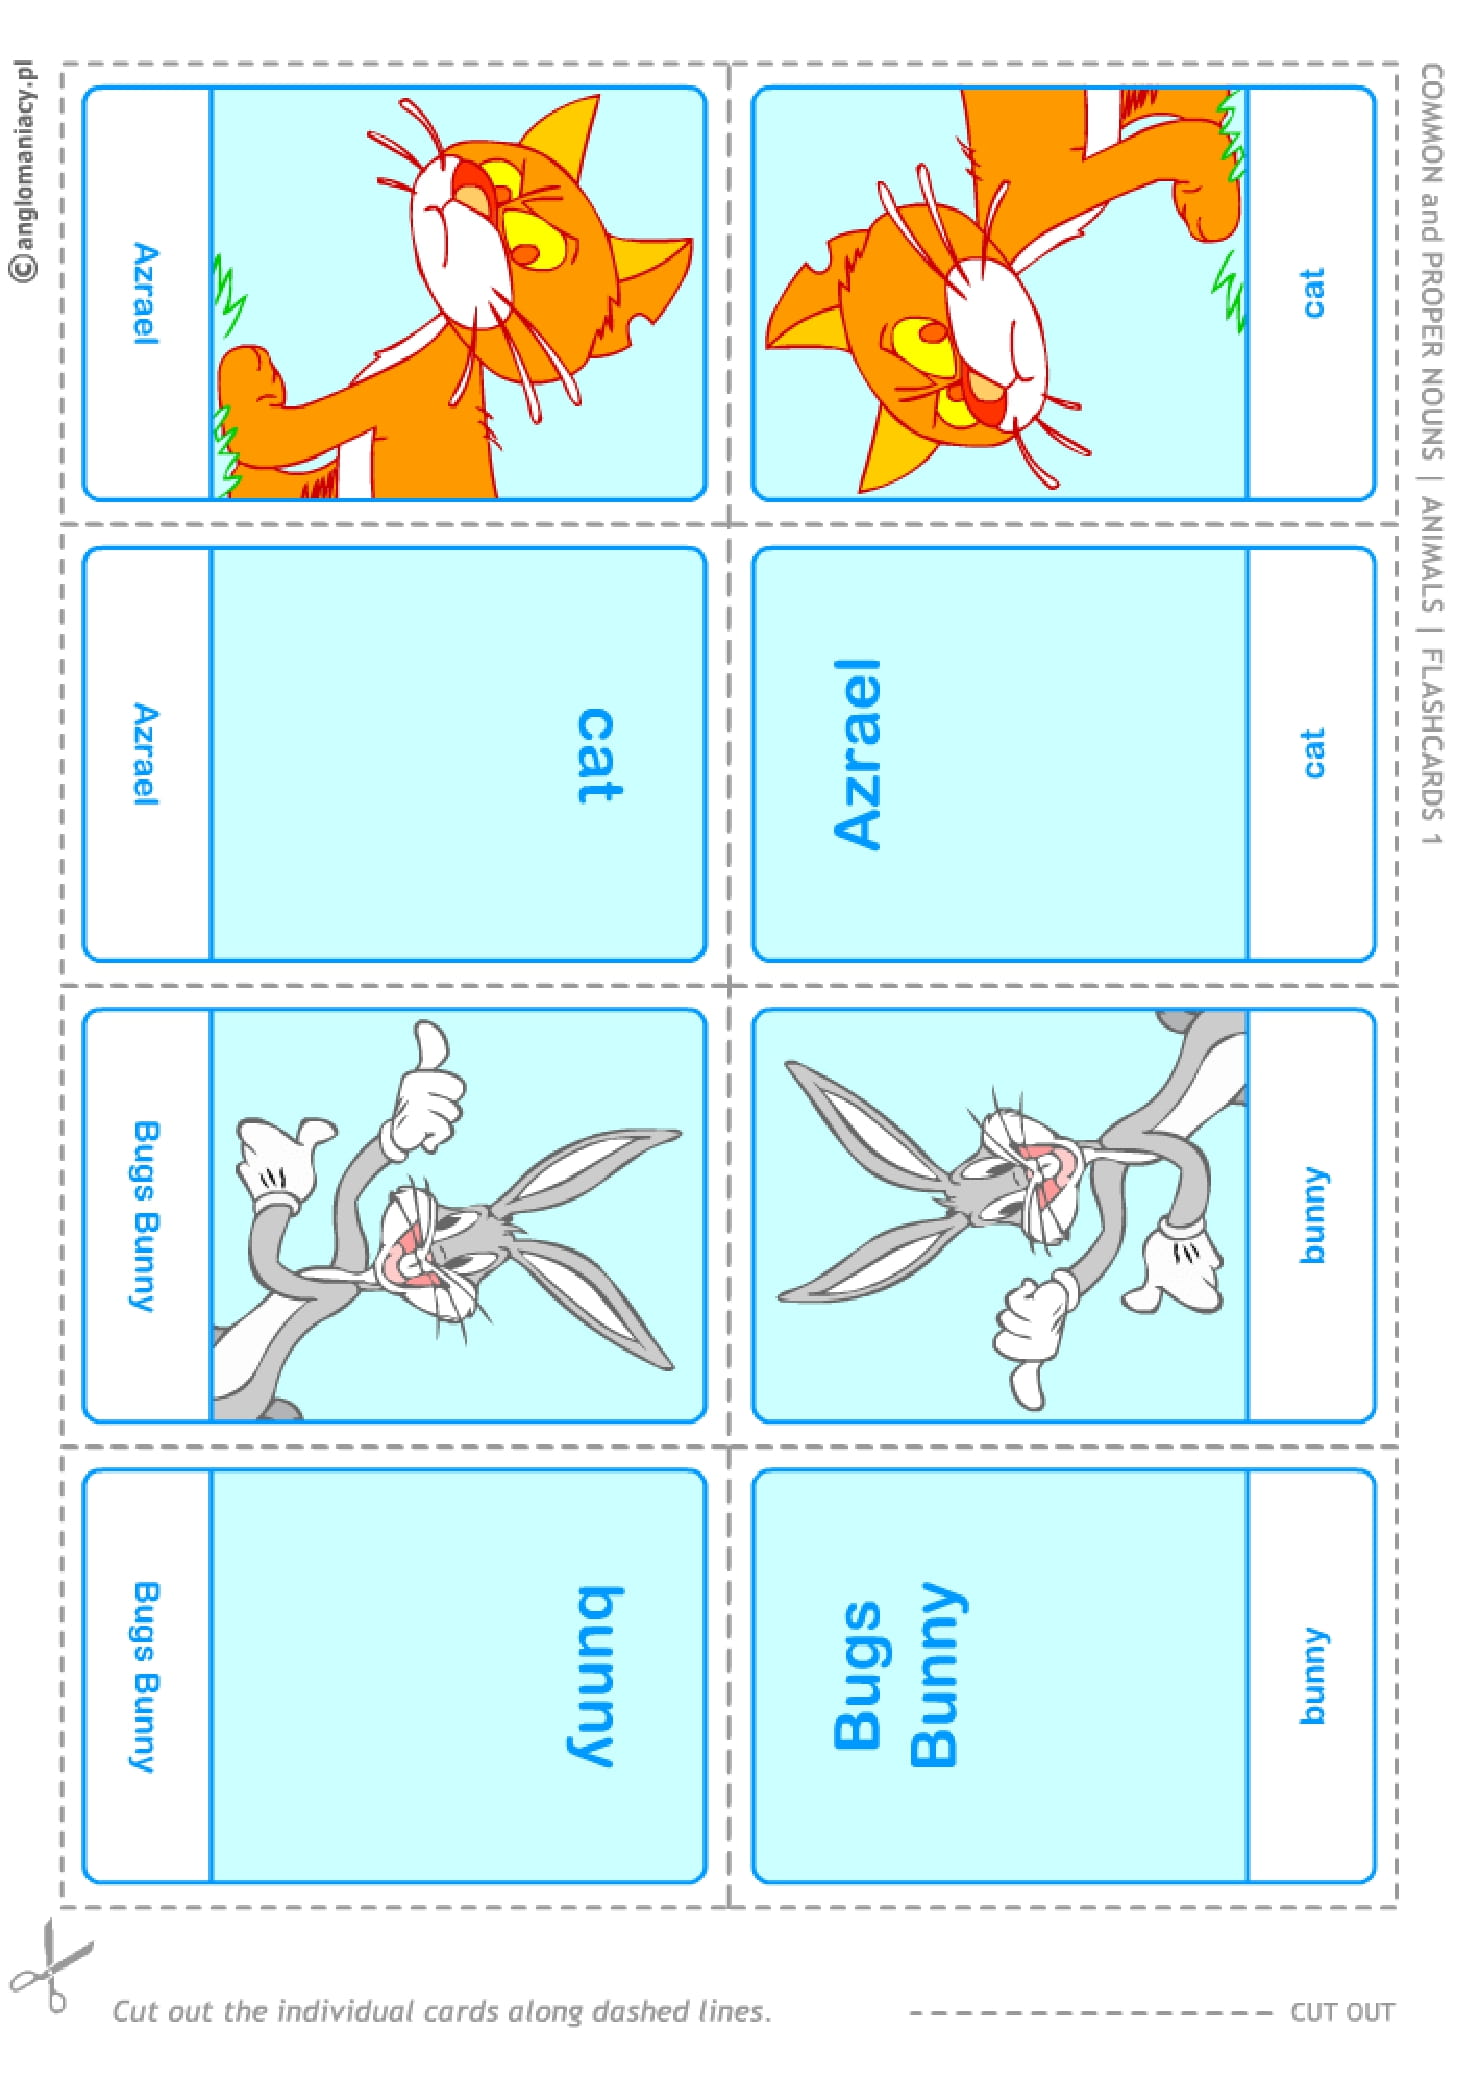 © anglomaniacy.pl
COMMON and PROPER NOUNS | ANIMALS | FLASHCARDS 1
Azrael
cat
Azrael
cat
Azrael
cat
Bugs Bunny
bunny
Bugs Bunny
bunny
Bugs
Bunny
bunny
Cut out the individual cards along dashed lines.
CUT OUT